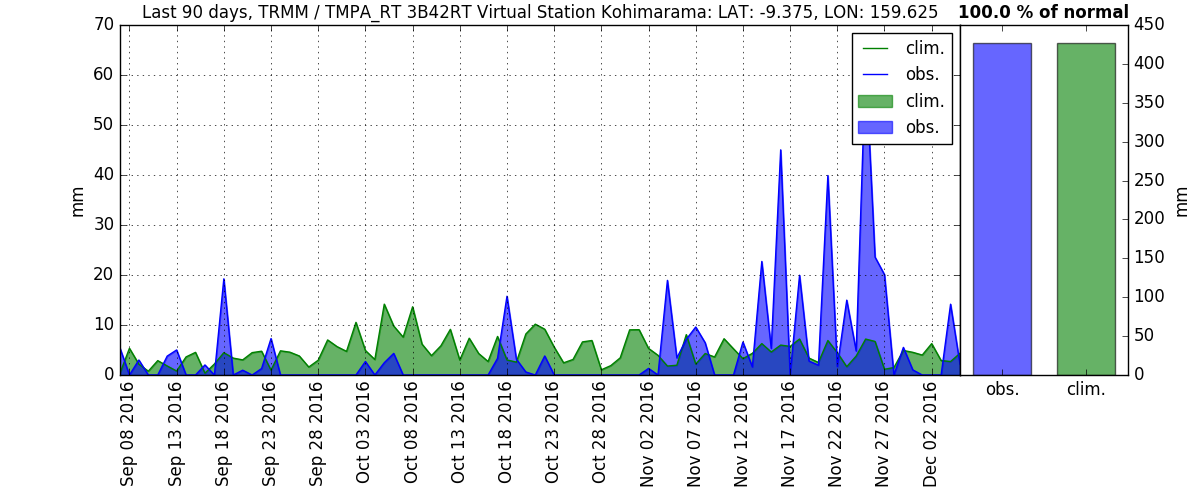 Last 90 days, TRMM / TMPA_RT 3B42RT Virtual Station Kohimarama: LAT: -9.375, LON: 159.625
100.0 % of normal
70
60
50
40
30
20
10
0
mm
clim.
obs.
clim.
obs.
Sep 08 2016
Sep 13 2016
Sep 18 2016
Sep 23 2016
Sep 28 2016
Oct 03 2016
Oct 08 2016
Oct 13 2016
Oct 18 2016
Oct 23 2016
Oct 28 2016
Nov 02 2016
Nov 07 2016
Nov 12 2016
Nov 17 2016
Nov 22 2016
Nov 27 2016
Dec 02 2016
450
400
350
300
250
200
150
100
50
0
mm
obs.
clim.